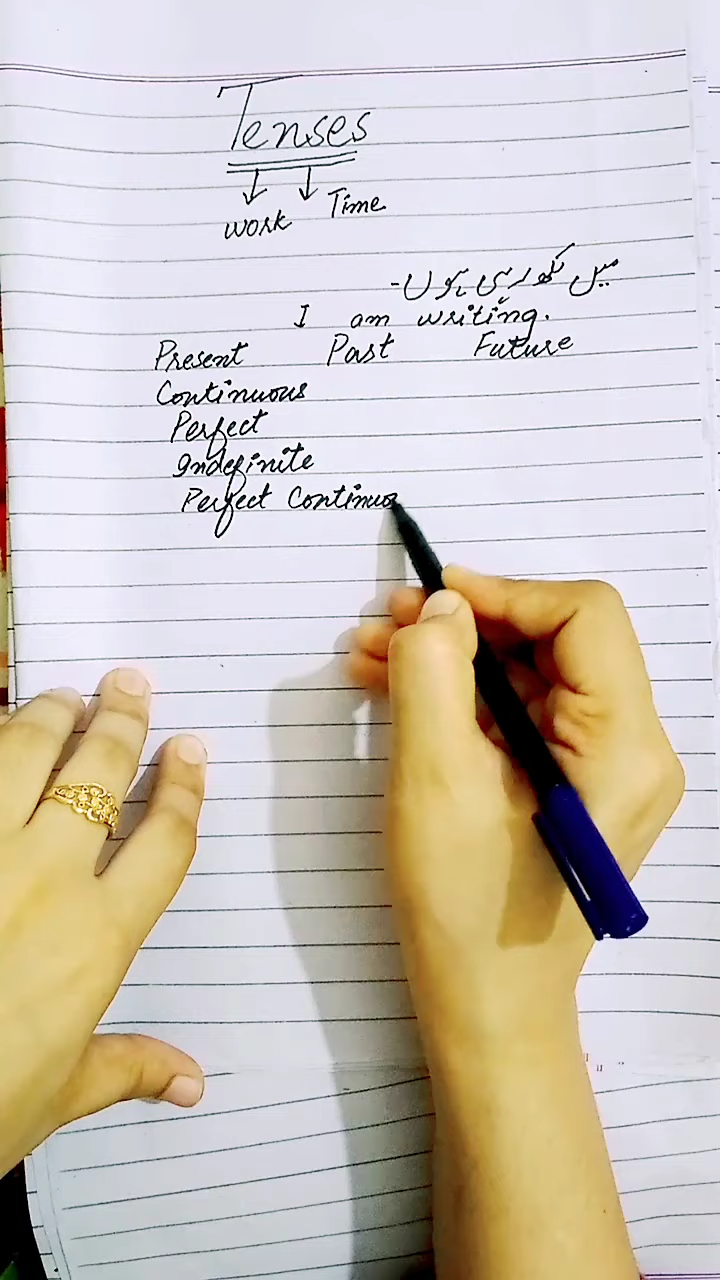 Tenses
work Time
میں لکھ رہی ہوں۔
I am writing.
Present Past Future
Continuous
Perfect
Indefinite
Perfect Continuo